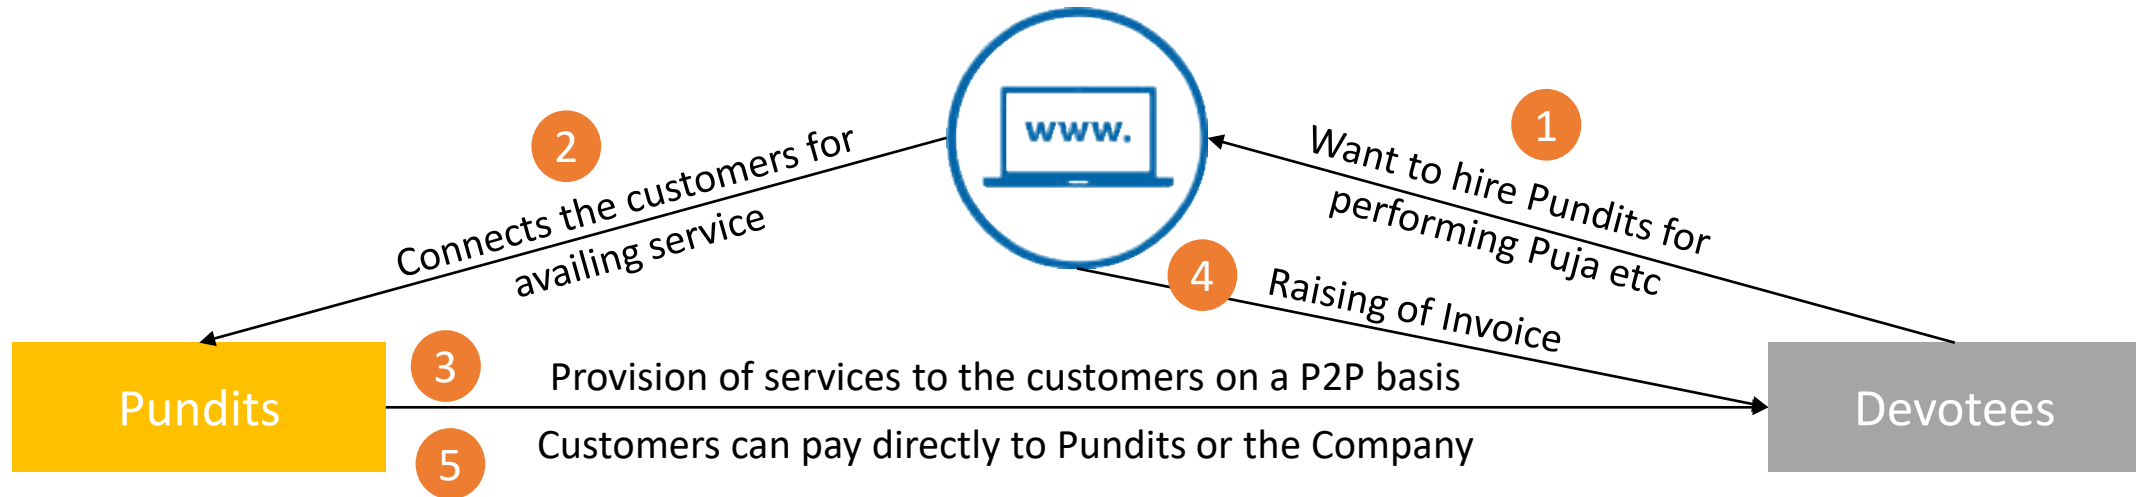 www.
1
Want to hire Pundits for
performing Puja etc
2
Connects the customers for
availing service
4
Raising of Invoice
3
Provision of services to the customers on a P2P basis
Pundits
Devotees
5
Customers can pay directly to Pundits or the Company